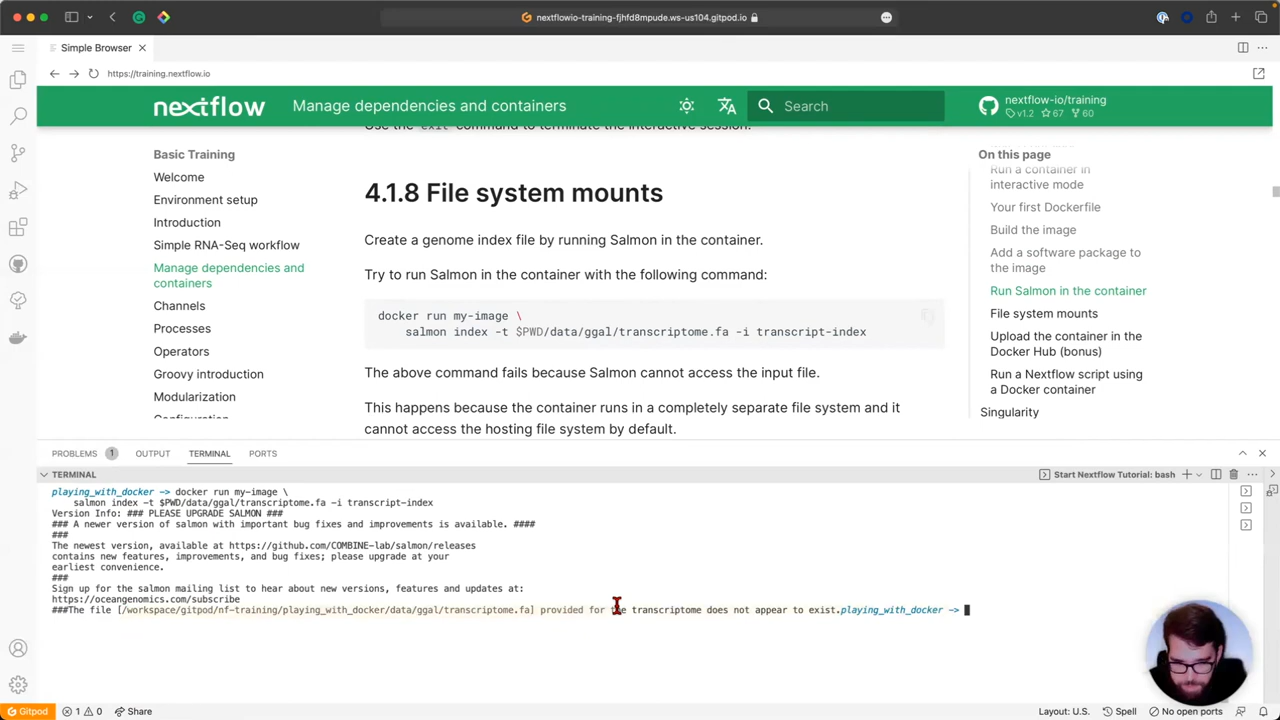 nextflowio-training-fjhfd8mpude.ws-us104.gitpod.io
Simple Browser
https://training.nextflow.io
nextflow
Manage dependencies and containers
Search
nextflow-io/training
v1.2 67 60
Use the exit command to terminate the interactive session.
Basic Training
Welcome
Environment setup
Introduction
Simple RNA-Seq workflow
Manage dependencies and
containers
Channels
Processes
Operators
Groovy introduction
Modularization
Configuration
4.1.8 File system mounts
Create a genome index file by running Salmon in the container.
Try to run Salmon in the container with the following command:
docker run my-image \
salmon index -t $PWD/data/ggal/transcriptome.fa -i transcript-index
The above command fails because Salmon cannot access the input file.
This happens because the container runs in a completely separate file system and it
cannot access the hosting file system by default.
On this page
Run a container in
interactive mode
Your first Dockerfile
Build the image
Add a software package to
the image
Run Salmon in the container
File system mounts
Upload the container in the
Docker Hub (bonus)
Run a Nextflow script using
a Docker container
Singularity
PROBLEMS 1 OUTPUT TERMINAL PORTS
TERMINAL
Start Nextflow Tutorial: bash
playing_with_docker -> docker run my-image \
salmon index -t $PWD/data/ggal/transcriptome.fa -i transcript-index
Version Info: ### PLEASE UPGRADE SALMON ###
### A newer version of salmon with important bug fixes and improvements is available. ####
###
The newest version, available at https://github.com/COMBINE-lab/salmon/releases
contains new features, improvements, and bug fixes; please upgrade at your
earliest convenience.
###
Sign up for the salmon mailing list to hear about new versions, features and updates at:
https://oceangenomics.com/subscribe
###The file [/workspace/gitpod/nf-training/playing_with_docker/data/ggal/transcriptome.fa] provided for the transcriptome does not appear to exist.playing_with_docker ->
Gitpod
1 0
Share
Layout: U.S.
Spell
No open ports